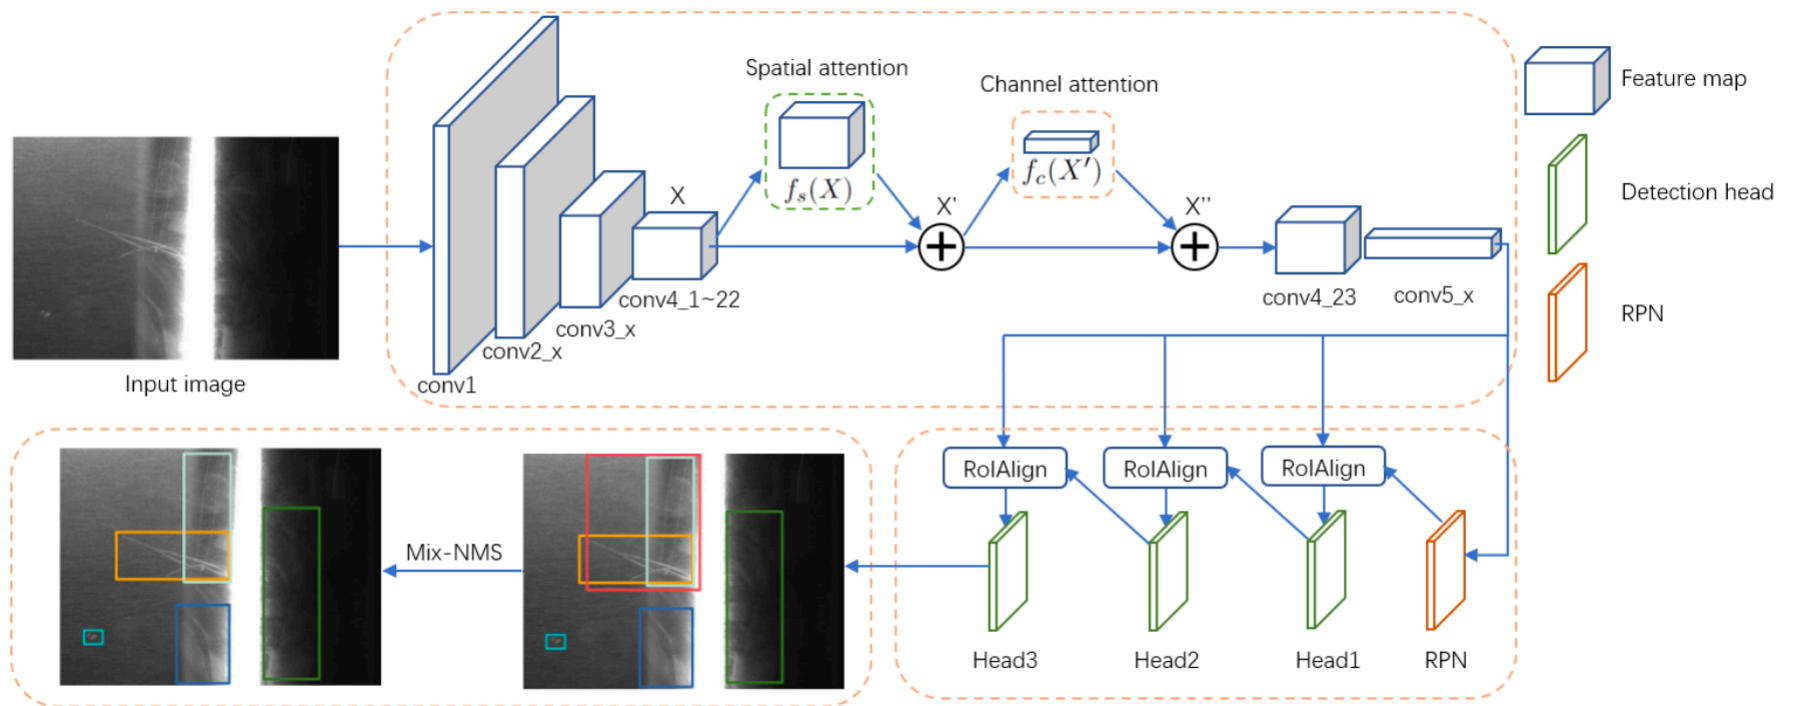 Spatial attention
Channel attention
Feature map
Detection head
RPN
X
fs(X)
X'
fc(X')
X''
conv4_1~22
conv3_x
conv2_x
conv1
conv4_23
conv5_x
Input image
RoIAlign
RoIAlign
RoIAlign
Mix-NMS
Head3
Head2
Head1
RPN